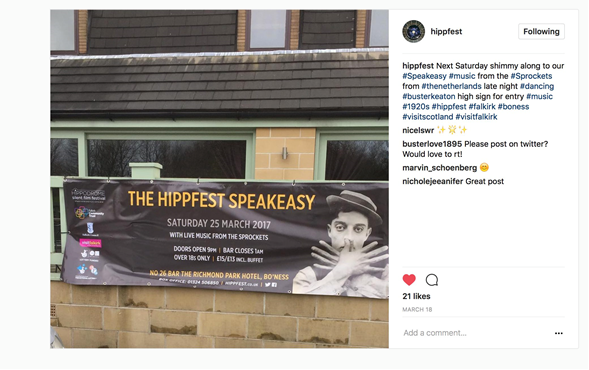 HIPPODROME
THE HIPPFEST SPEAKEASY
SATURDAY 25 MARCH 2017
WITH LIVE MUSIC FROM THE SPROCKETS
DOORS OPEN 9PM | BAR CLOSES 1AM
OVER 18s ONLY | £15/£13 INCL. BUFFET
NO 26 BAR THE RICHMOND PARK HOTEL, BO'NESS
BOX OFFICE: 01324 506850 | HIPPFEST.co.uk |
hippfest
Following
hippfest Next Saturday shimmy along to our
#Speakeasy #music from the #Sprockets
from #thenetherlands late night #dancing
#busterkeaton high sign for entry #music
#1920s #hippfest #falkirk #boness
#visitscotland #visitfalkirk
nicelswr ✨🏆✨
busterlove1895 Please post on twitter?
Would love to rt!
marvin_schoenberg 😊
nicholejeeanifer Great post
21 likes
MARCH 18
Add a comment...